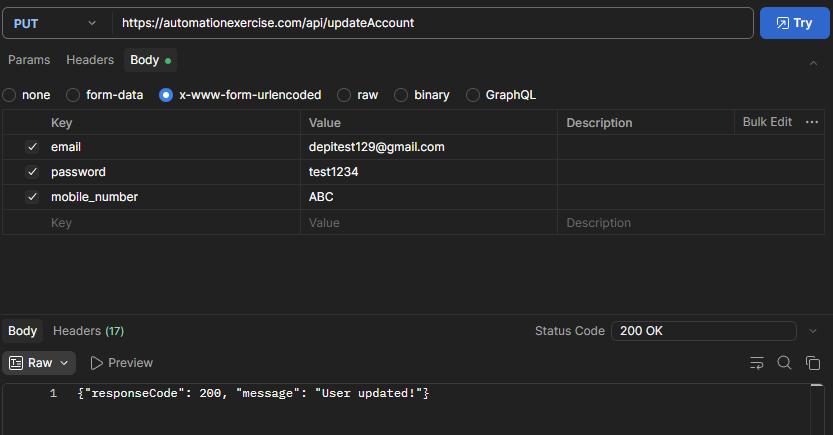 PUT https://automationexercise.com/api/updateAccount Try
Params Headers Body
none form-data x-www-form-urlencoded raw binary GraphQL
Key Value Description Bulk Edit ...
email depitest129@gmail.com
password test1234
mobile_number ABC
Key Value Description
Body Headers (17) Status Code 200 OK
Raw Preview
1 {"responseCode": 200, "message": "User updated!"}